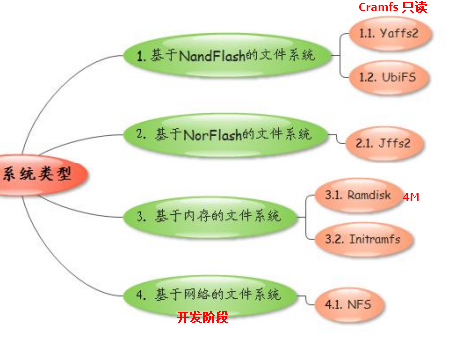 Cramfs 只读
1.1. Yaffs2
1. 基于NandFlash的文件系统
1.2. UbiFS
2. 基于NorFlash的文件系统
2.1. Jffs2
系统类型
3.1. Ramdisk 4M
3. 基于内存的文件系统
3.2. Initramfs
4. 基于网络的文件系统
4.1. NFS
开发阶段